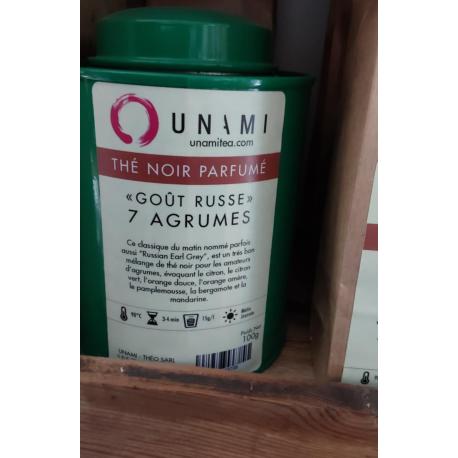 UNAMI
unamitea.com
THÉ NOIR PARFUMÉ
«GOÛT RUSSE»
7 AGRUMES
Ce classique du matin nommé parfois
aussi "Russian Earl Grey", est un très bon
mélange de thé noir pour les amateurs
d'agrumes, évoquant le citron, le citron
vert, l'orange douce, l'orange amère,
le pamplemousse, la bergamote et la
mandarine.
98°C 3-4 min 15g/l Matin
Poids Net
100g
UNAMI - THÉO SARL